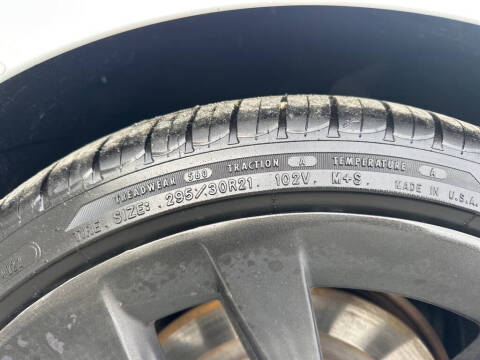 TREADWEAR 560 TRACTION A TEMPERATURE A
TIRE SIZE: 295/30R21. 102V. M+S. MADE IN U.S.A.